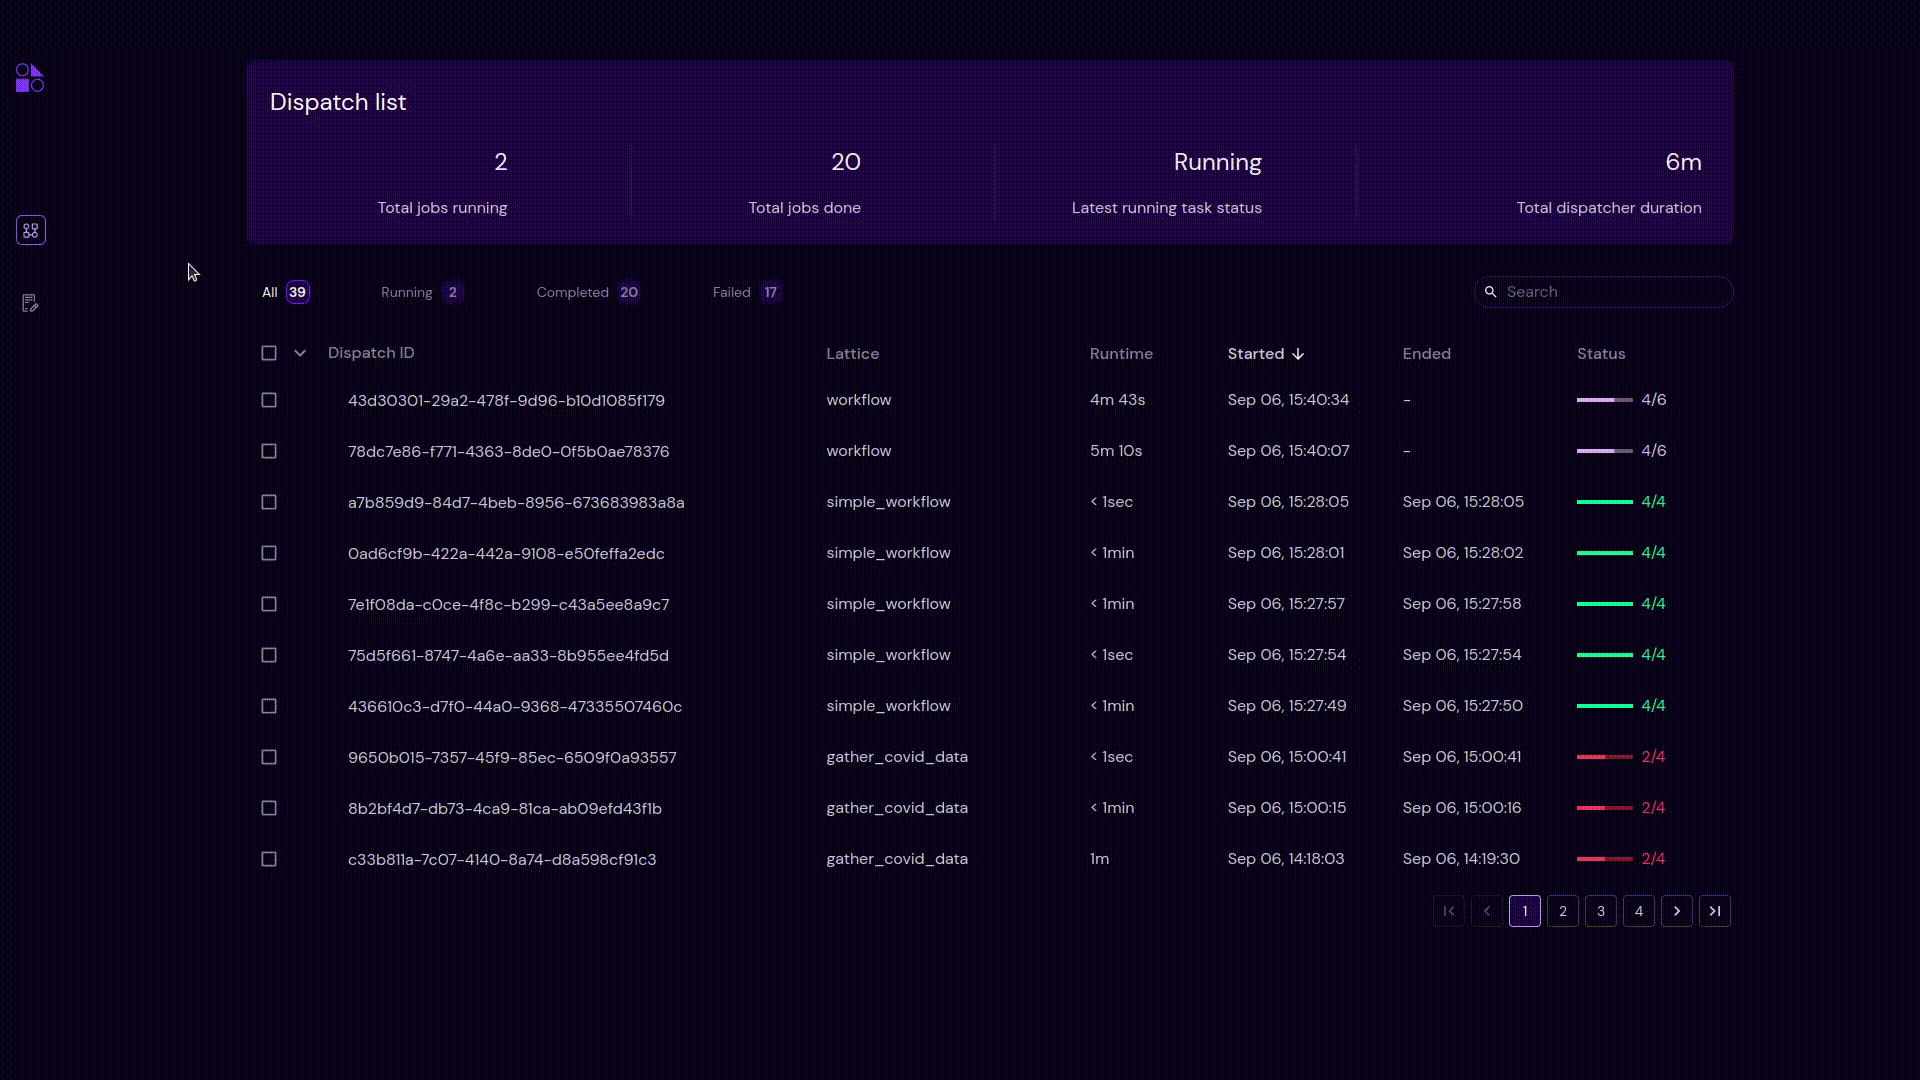 Dispatch list
2 20 Running 6m
Total jobs running Total jobs done Latest running task status Total dispatcher duration
All 39 Running 2 Completed 20 Failed 17 Search
Dispatch ID Lattice Runtime Started Ended Status
43d30301-29a2-478f-9d96-b10d1085f179 workflow 4m 43s Sep 06, 15:40:34 - 4/6
78dc7e86-f771-4363-8de0-0f5b0ae78376 workflow 5m 10s Sep 06, 15:40:07 - 4/6
a7b859d9-84d7-4beb-8956-673683983a8a simple_workflow < 1sec Sep 06, 15:28:05 Sep 06, 15:28:05 4/4
0ad6cf9b-422a-442a-9108-e50feffa2edc simple_workflow < 1min Sep 06, 15:28:01 Sep 06, 15:28:02 4/4
7e1f08da-c0ce-4f8c-b299-c43a5ee8a9c7 simple_workflow < 1min Sep 06, 15:27:57 Sep 06, 15:27:58 4/4
75d5f661-8747-4a6e-aa33-8b955ee4fd5d simple_workflow < 1sec Sep 06, 15:27:54 Sep 06, 15:27:54 4/4
436610c3-d7f0-44a0-9368-47335507460c simple_workflow < 1min Sep 06, 15:27:49 Sep 06, 15:27:50 4/4
9650b015-7357-45f9-85ec-6509f0a93557 gather_covid_data < 1sec Sep 06, 15:00:41 Sep 06, 15:00:41 2/4
8b2bf4d7-db73-4ca9-81ca-ab09efd43f1b gather_covid_data < 1min Sep 06, 15:00:15 Sep 06, 15:00:16 2/4
c33b811a-7c07-4140-8a74-d8a598cf91c3 gather_covid_data 1m Sep 06, 14:18:03 Sep 06, 14:19:30 2/4
1 2 3 4